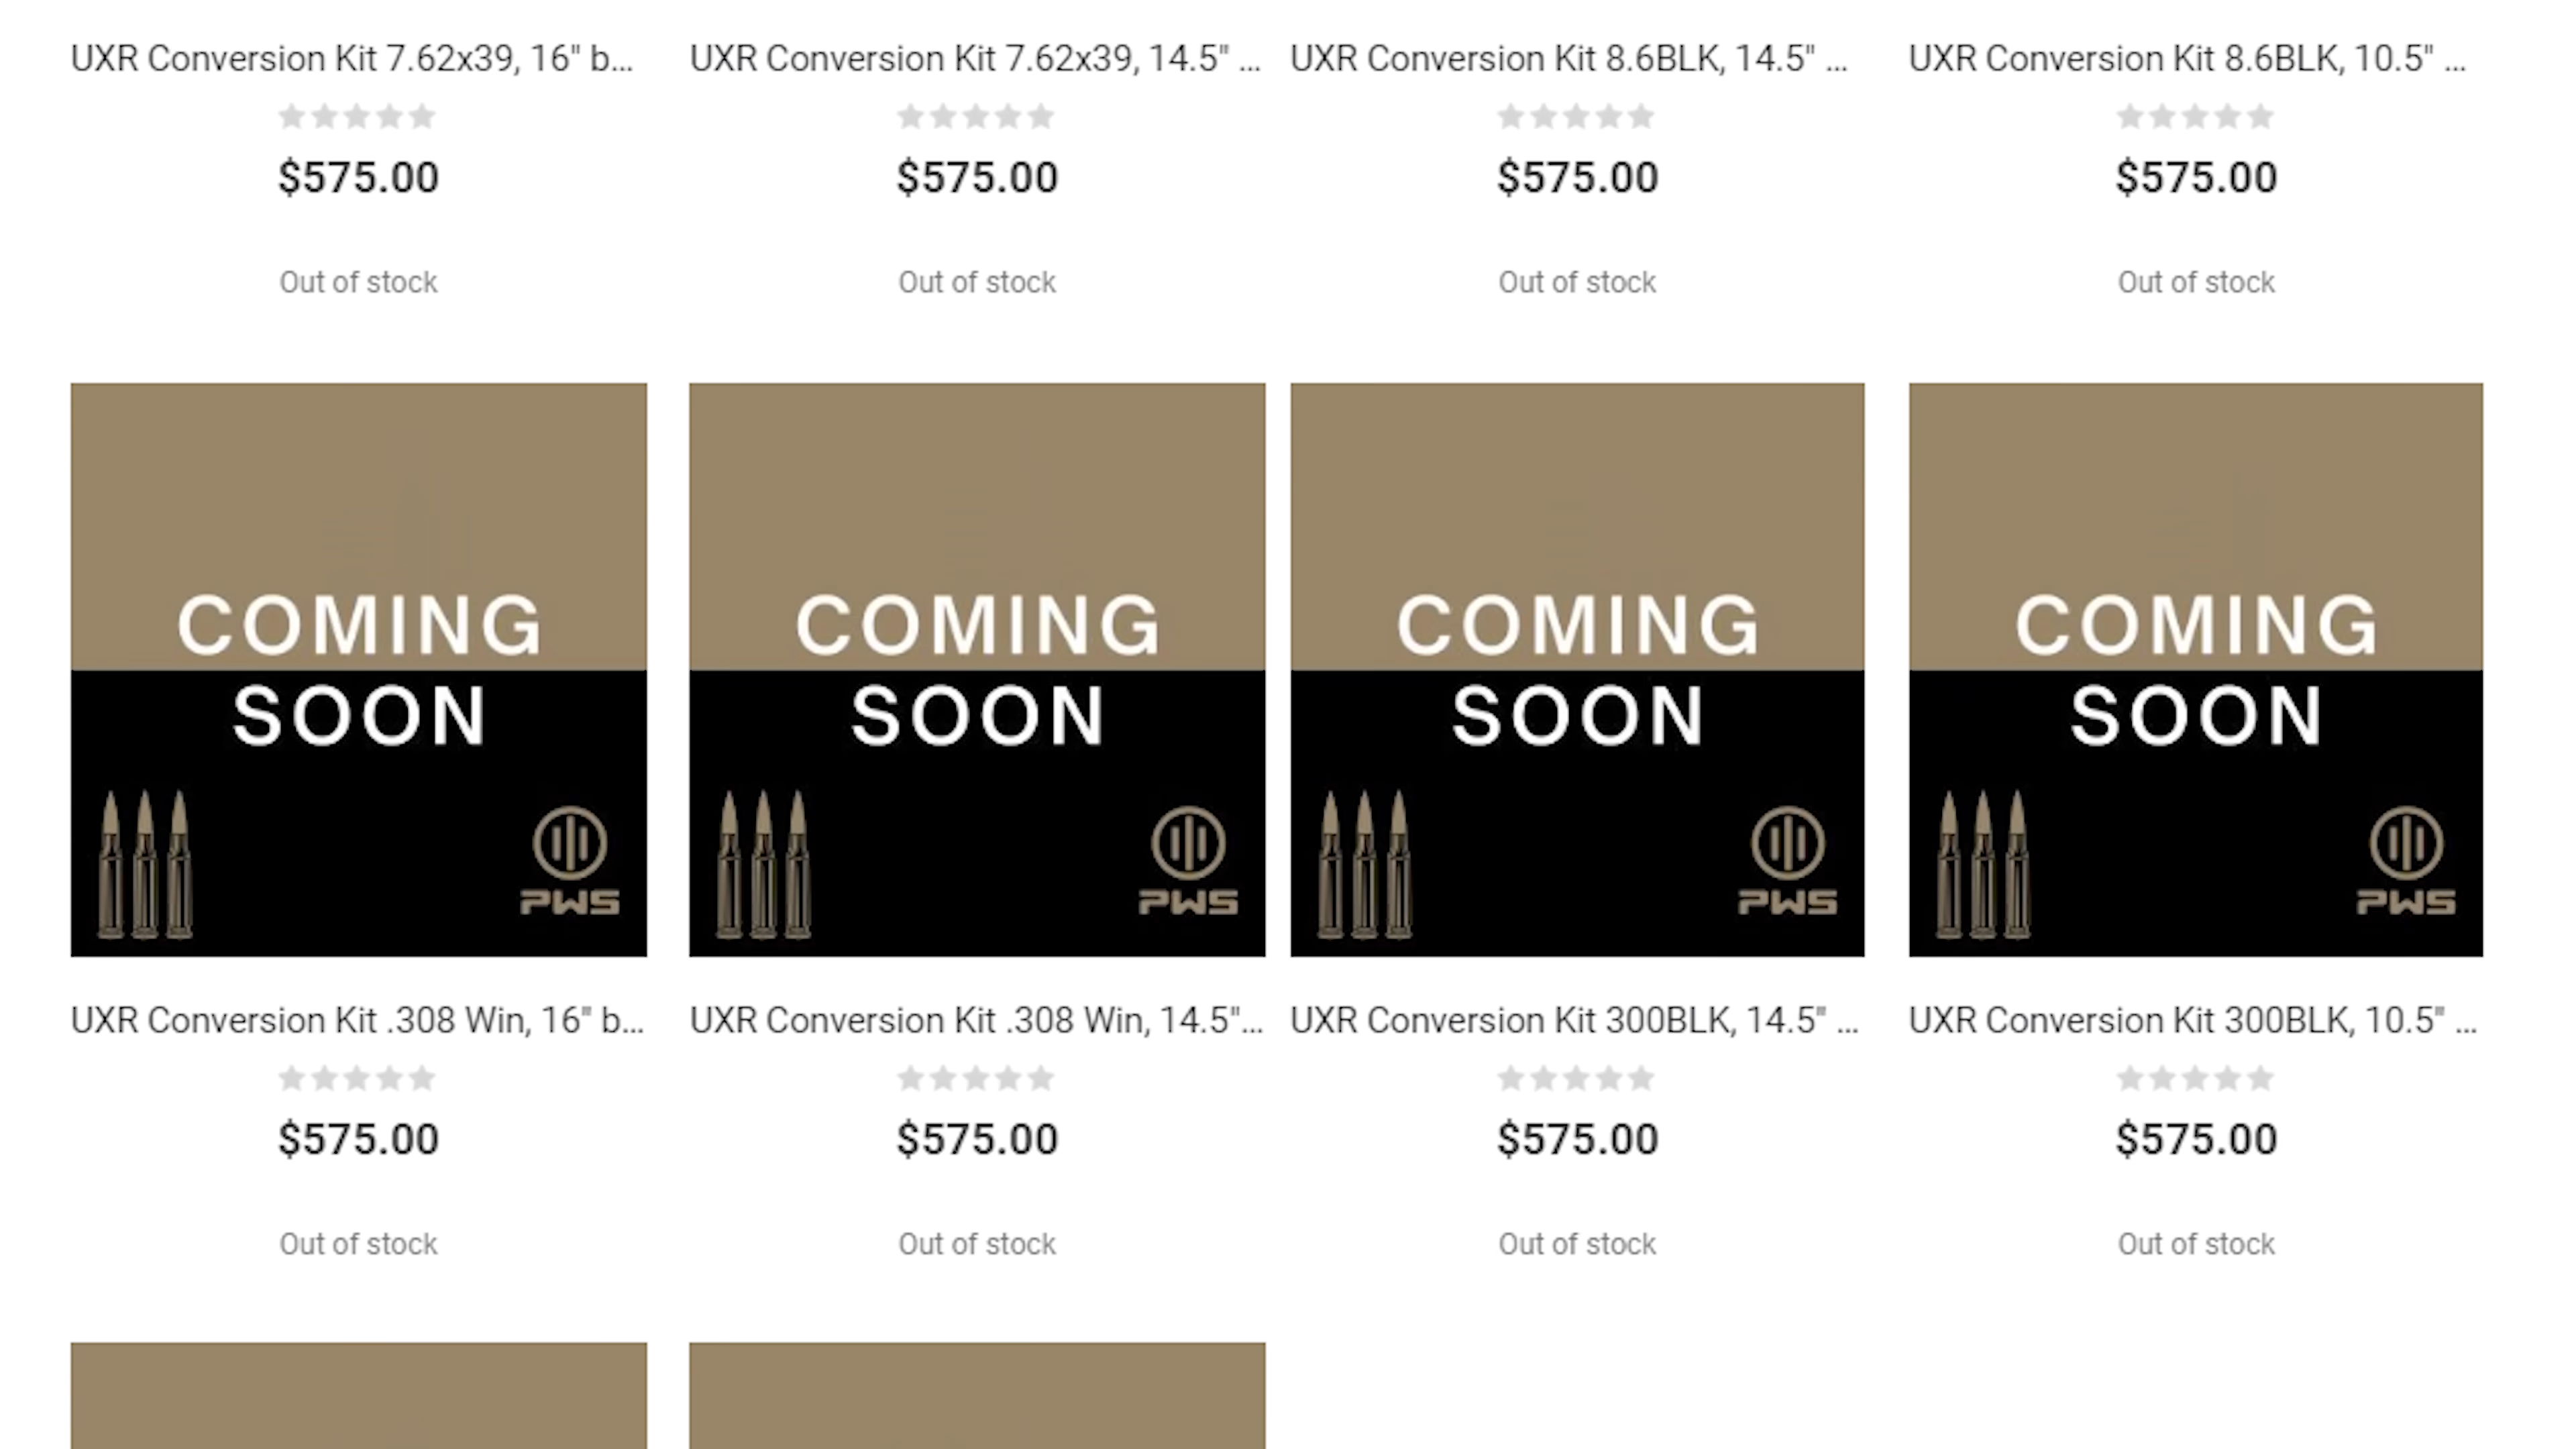 UXR Conversion Kit 7.62x39, 16" b...
$575.00
Out of stock
UXR Conversion Kit 7.62x39, 14.5" ...
$575.00
Out of stock
UXR Conversion Kit 8.6BLK, 14.5" ...
$575.00
Out of stock
UXR Conversion Kit 8.6BLK, 10.5" ...
$575.00
Out of stock
COMING
SOON
PWS
UXR Conversion Kit .308 Win, 16" b...
$575.00
Out of stock
COMING
SOON
PWS
UXR Conversion Kit .308 Win, 14.5"...
$575.00
Out of stock
COMING
SOON
PWS
UXR Conversion Kit 300BLK, 14.5" ...
$575.00
Out of stock
COMING
SOON
PWS
UXR Conversion Kit 300BLK, 10.5" ...
$575.00
Out of stock